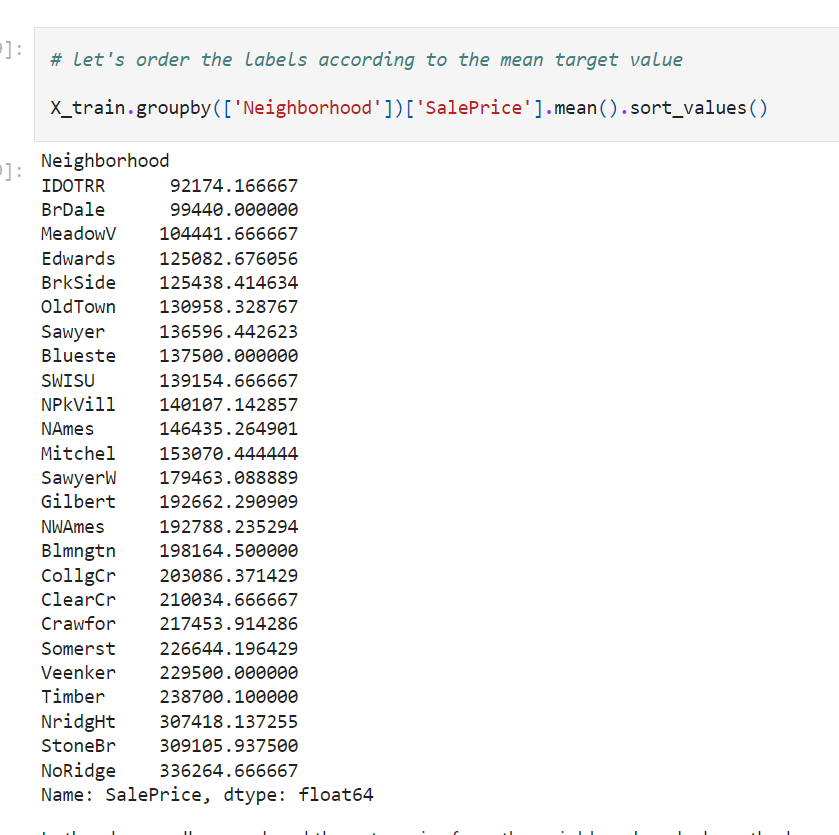 ]:
# let's order the labels according to the mean target value
X_train.groupby(['Neighborhood'])['SalePrice'].mean().sort_values()
]:
Neighborhood
IDOTRR 92174.166667
BrDale 99440.000000
MeadowV 104441.666667
Edwards 125082.676056
BrkSide 125438.414634
OldTown 130958.328767
Sawyer 136596.442623
Blueste 137500.000000
SWISU 139154.666667
NPkVill 140107.142857
NAmes 146435.264901
Mitchel 153070.444444
SawyerW 179463.088889
Gilbert 192662.290909
NWAmes 192788.235294
Blmngtn 198164.500000
CollgCr 203086.371429
ClearCr 210034.666667
Crawfor 217453.914286
Somerst 226644.196429
Veenker 229500.000000
Timber 238700.100000
NridgHt 307418.137255
StoneBr 309105.937500
NoRidge 336264.666667
Name: SalePrice, dtype: float64